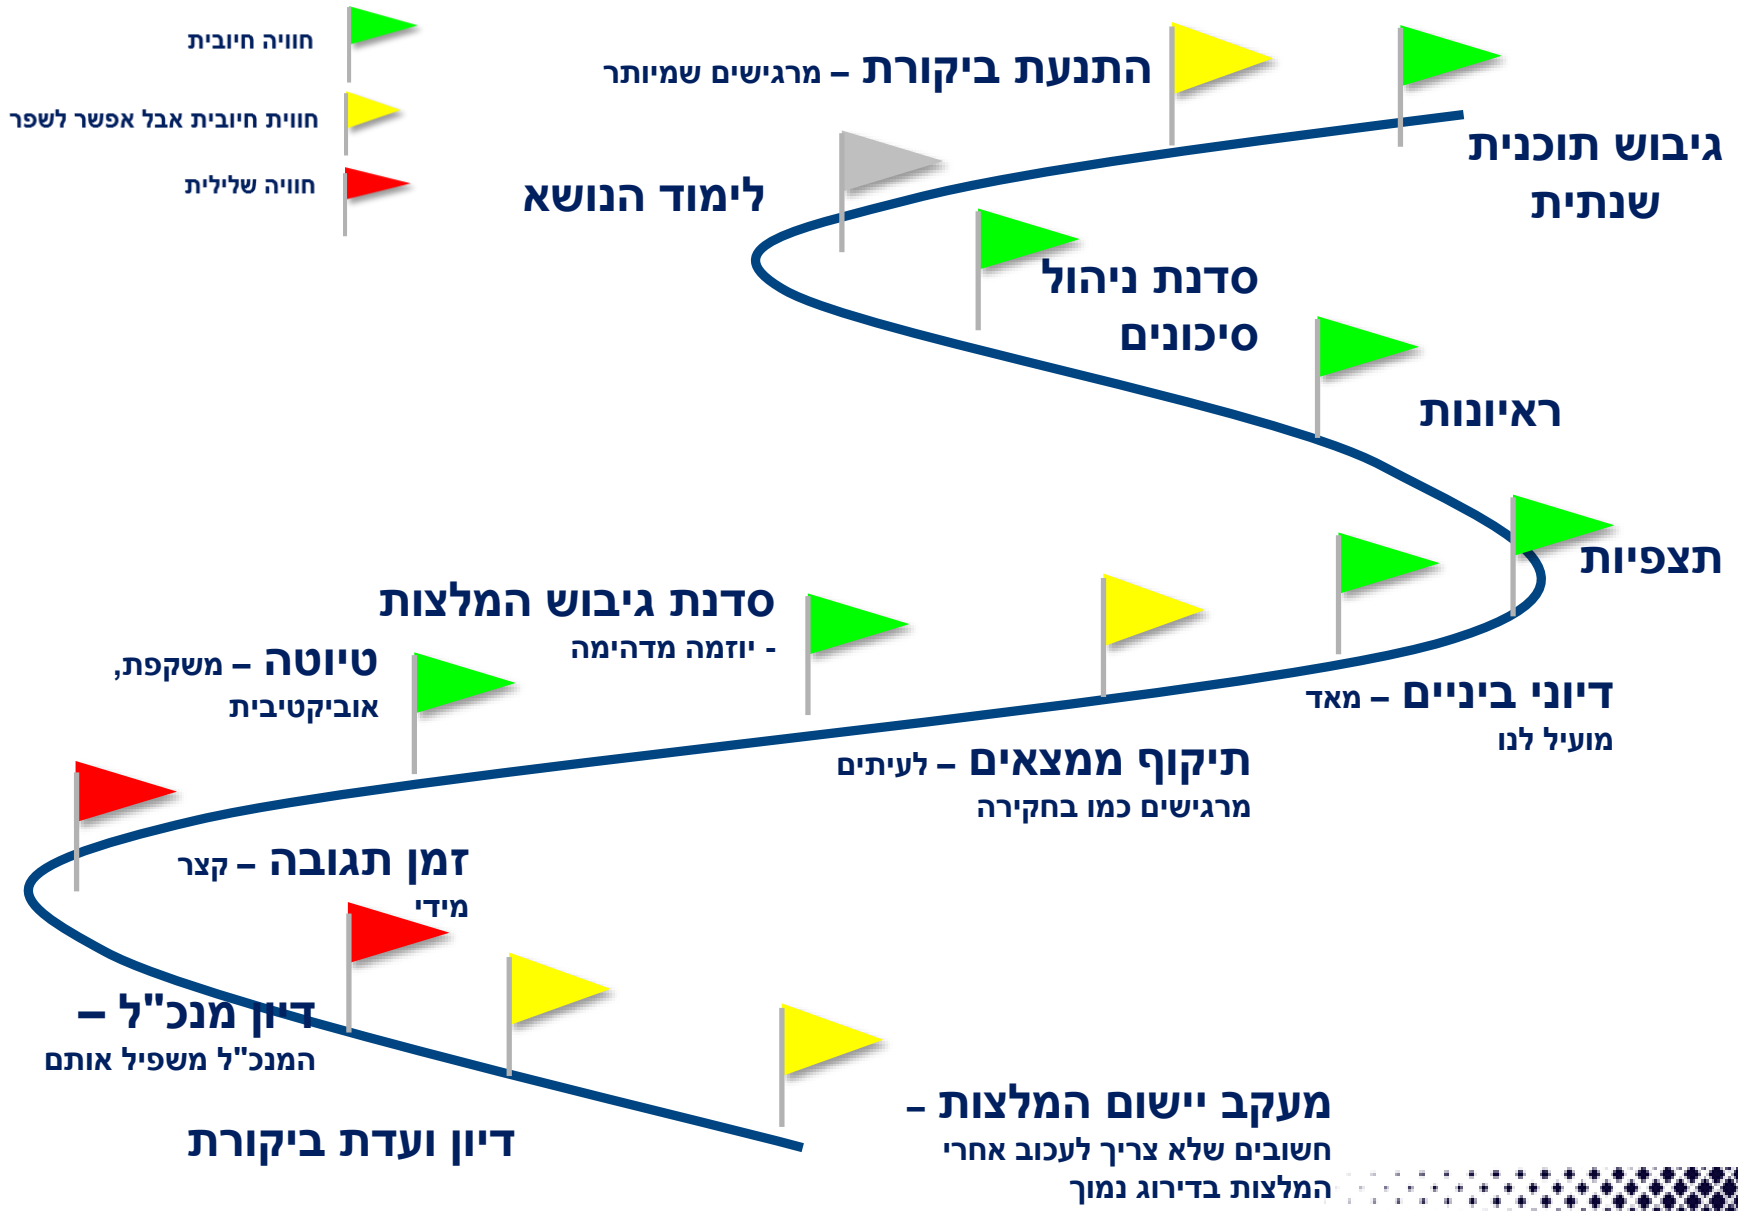 חוויה חיובית
חווית חיובית אבל אפשר לשפר
חוויה שלילית
גיבוש תוכנית
שנתית
התנעת ביקורת – מרגישים שמיותר
לימוד הנושא
סדנת ניהול
סיכונים
ראיונות
תצפיות
דיוני ביניים – מאד
מועיל לנו
תיקוף ממצאים – לעיתים
מרגישים כמו בחקירה
סדנת גיבוש המלצות
- יוזמה מדהימה
טיוטה – משקפת,
אוביקטיבית
זמן תגובה – קצר
מידי
דיון מנכ"ל –
המנכ"ל משפיל אותם
דיון ועדת ביקורת
מעקב יישום המלצות –
חשובים שלא צריך לעכוב אחרי
המלצות בדירוג נמוך